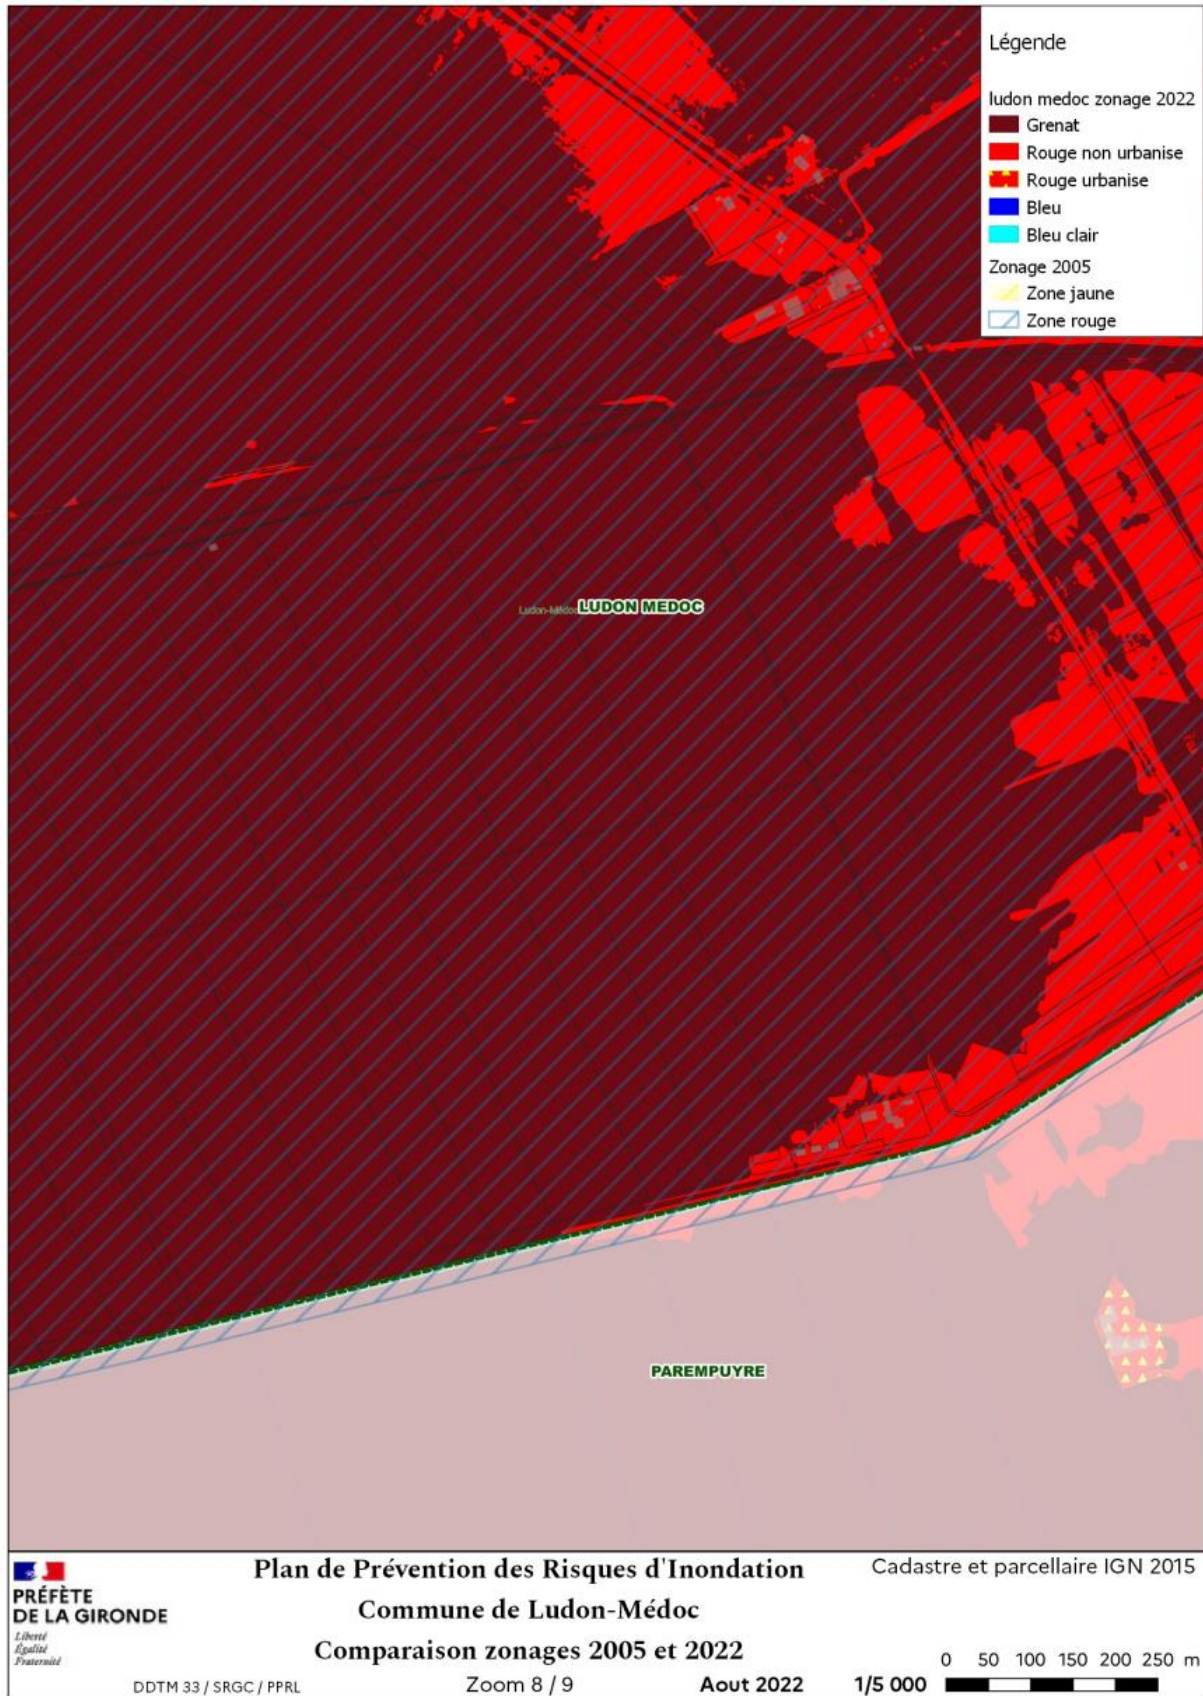 Légende
ludon medoc zonage 2022
Grenat
Rouge non urbanise
Rouge urbanise
Bleu
Bleu clair
Zonage 2005
Zone jaune
Zone rouge
Ludon-Médoc
LUDON MEDOC
PAREMPUYRE
PRÉFÈTE
DE LA GIRONDE
Liberté
Égalité
Fraternité
Plan de Prévention des Risques d'Inondation
Commune de Ludon-Médoc
Comparaison zonages 2005 et 2022
Cadastre et parcellaire IGN 2015
DDTM 33 / SRGC / PPRL
Zoom 8 / 9
Aout 2022
1/5 000
0 50 100 150 200 250 m